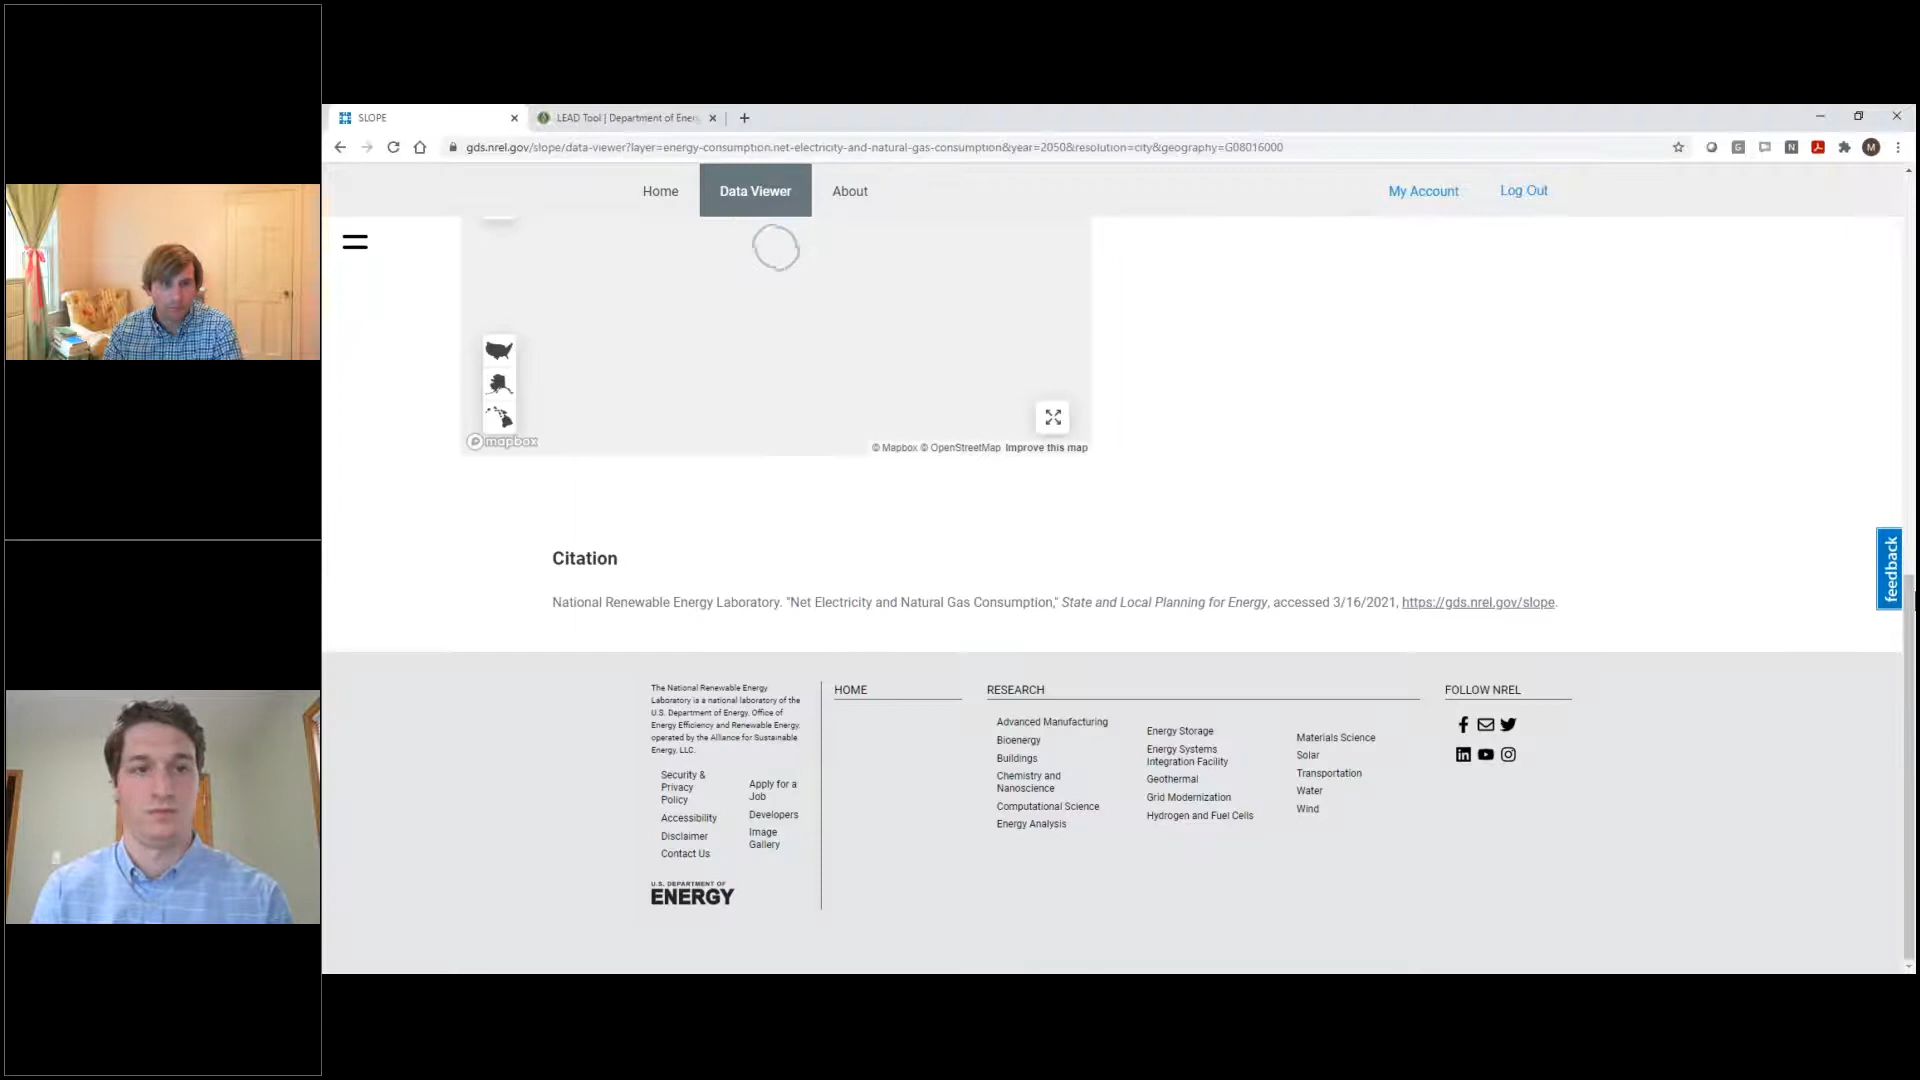 SLOPE
LEAD Tool | Department of Energ
gds.nrel.gov/slope/data-viewer?layer=energy-consumption.net-electricity-and-natural-gas-consumption&year=2050&resolution=city&geography=G08016000
M
Home
Data Viewer
About
My Account
Log Out
mapbox
© Mapbox © OpenStreetMap Improve this map
feedback
Citation
National Renewable Energy Laboratory. "Net Electricity and Natural Gas Consumption," State and Local Planning for Energy, accessed 3/16/2021, https://gds.nrel.gov/slope.
The National Renewable Energy
Laboratory is a national laboratory of the
U.S. Department of Energy, Office of
Energy Efficiency and Renewable Energy,
operated by the Alliance for Sustainable
Energy, LLC.
Security &
Privacy
Policy
Accessibility
Disclaimer
Contact Us
Apply for a
Job
Developers
Image
Gallery
U.S. DEPARTMENT OF
ENERGY
HOME
RESEARCH
Advanced Manufacturing
Bioenergy
Buildings
Chemistry and
Nanoscience
Computational Science
Energy Analysis
Energy Storage
Energy Systems
Integration Facility
Geothermal
Grid Modernization
Hydrogen and Fuel Cells
Materials Science
Solar
Transportation
Water
Wind
FOLLOW NREL